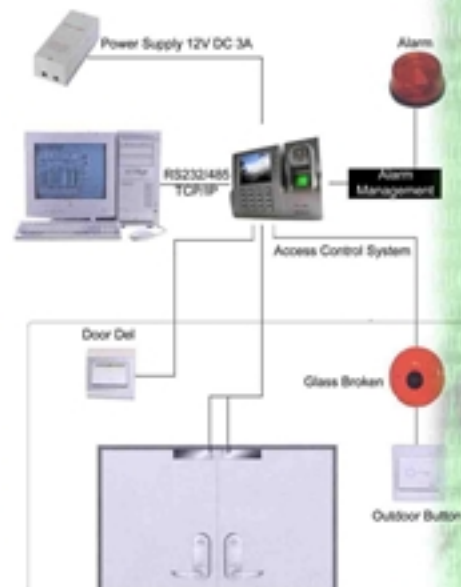 Power Supply 12V DC 3A
Alarm
RS232/485
TCP/IP
Alarm
Management
Access Control System
Door Del
Glass Broken
Outdoor Button